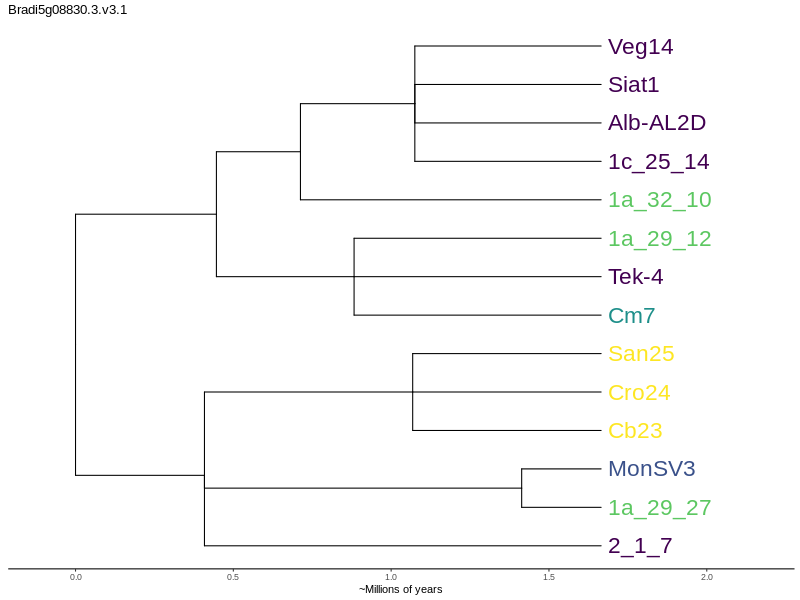 Bradi5g08830.3.v3.1
Veg14
Siat1
Alb-AL2D
1c_25_14
1a_32_10
1a_29_12
Tek-4
Cm7
San25
Cro24
Cb23
MonSV3
1a_29_27
2_1_7
0.0 0.5 1.0 1.5 2.0
~Millions of years